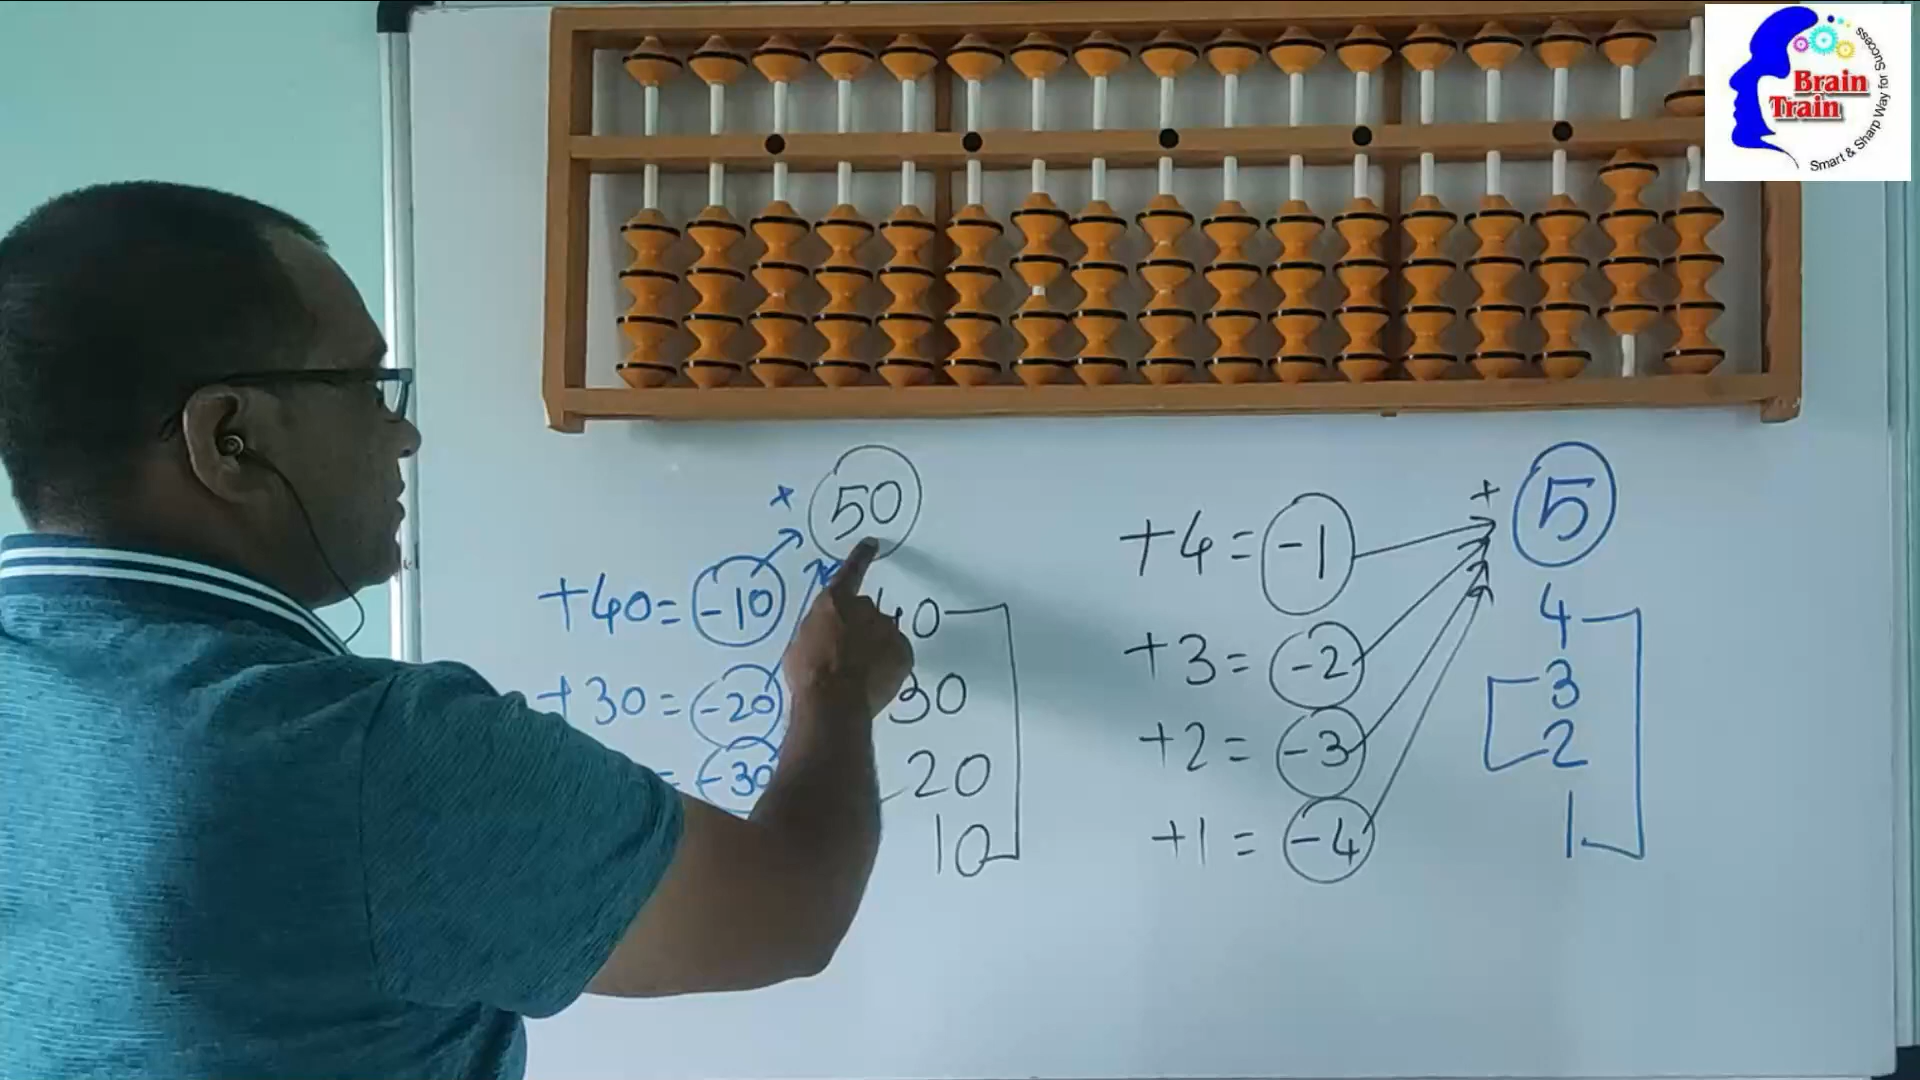 Brain
Train
Smart & Sharp Way for Success
+ 50
+40 = -10
+30 = -20
= -30
40
30
20
10
+ 5
+4 = -1
+3 = -2
+2 = -3
+1 = -4
4
3
2
1